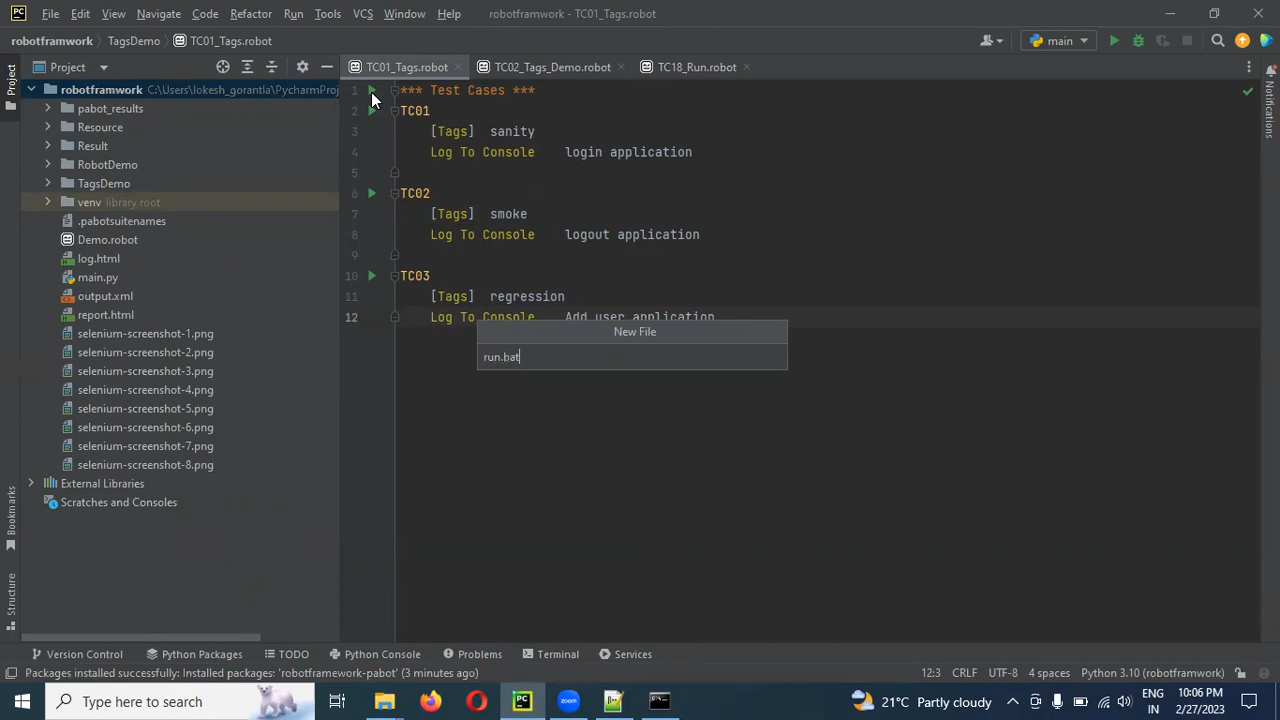 PC File Edit View Navigate Code Refactor Run Tools VCS Window Help robotframwork - TC01_Tags.robot
robotframwork TagsDemo TC01_Tags.robot main
Project
Project TC01_Tags.robot TC02_Tags_Demo.robot TC18_Run.robot
Notifications
robotframwork C:\Users\lokesh_gorantla\PycharmProj
pabot_results
Resource
Result
RobotDemo
TagsDemo
venv library root
.pabotsuitenames
Demo.robot
log.html
main.py
output.xml
report.html
selenium-screenshot-1.png
selenium-screenshot-2.png
selenium-screenshot-3.png
selenium-screenshot-4.png
selenium-screenshot-5.png
selenium-screenshot-6.png
selenium-screenshot-7.png
selenium-screenshot-8.png
External Libraries
Scratches and Consoles
1 *** Test Cases ***
2 TC01
3 [Tags] sanity
4 Log To Console login application
5
6 TC02
7 [Tags] smoke
8 Log To Console logout application
9
10 TC03
11 [Tags] regression
12 Log To Console Add user application
New File
run.bat
Bookmarks
Structure
Version Control Python Packages TODO Python Console Problems Terminal Services
Packages installed successfully: Installed packages: 'robotframework-pabot' (3 minutes ago) 12:3 CRLF UTF-8 4 spaces Python 3.10 (robotframwork)
Type here to search PC zoom 21°C Partly cloudy ENG IN 10:06 PM 2/27/2023